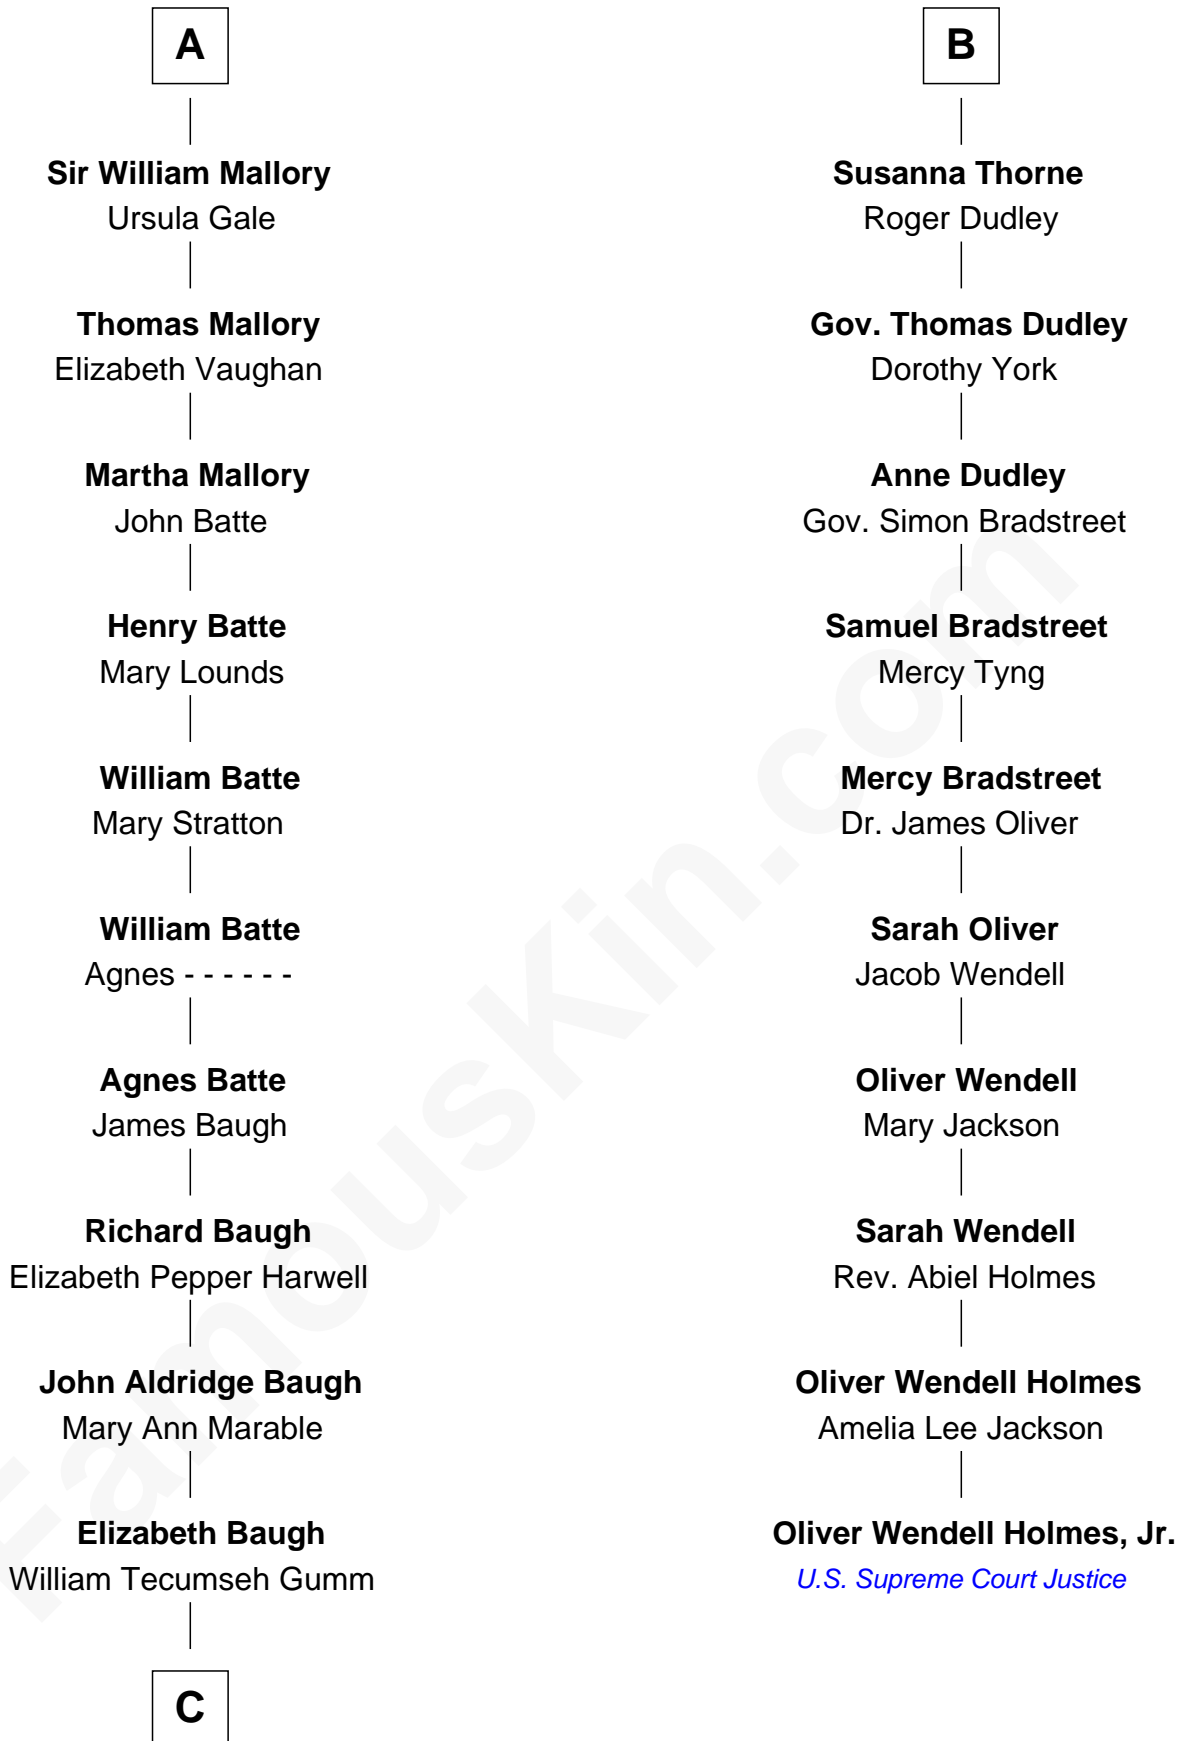 A
Sir William Mallory
Ursula Gale
Thomas Mallory
Elizabeth Vaughan
Martha Mallory
John Batte
Henry Batte
Mary Lounds
William Batte
Mary Stratton
William Batte
Agnes - - - - - -
Agnes Batte
James Baugh
Richard Baugh
Elizabeth Pepper Harwell
John Aldridge Baugh
Mary Ann Marable
Elizabeth Baugh
William Tecumseh Gumm
C
B
Susanna Thorne
Roger Dudley
Gov. Thomas Dudley
Dorothy York
Anne Dudley
Gov. Simon Bradstreet
Samuel Bradstreet
Mercy Tyng
Mercy Bradstreet
Dr. James Oliver
Sarah Oliver
Jacob Wendell
Oliver Wendell
Mary Jackson
Sarah Wendell
Rev. Abiel Holmes
Oliver Wendell Holmes
Amelia Lee Jackson
Oliver Wendell Holmes, Jr.
U.S. Supreme Court Justice
FamousKin.com